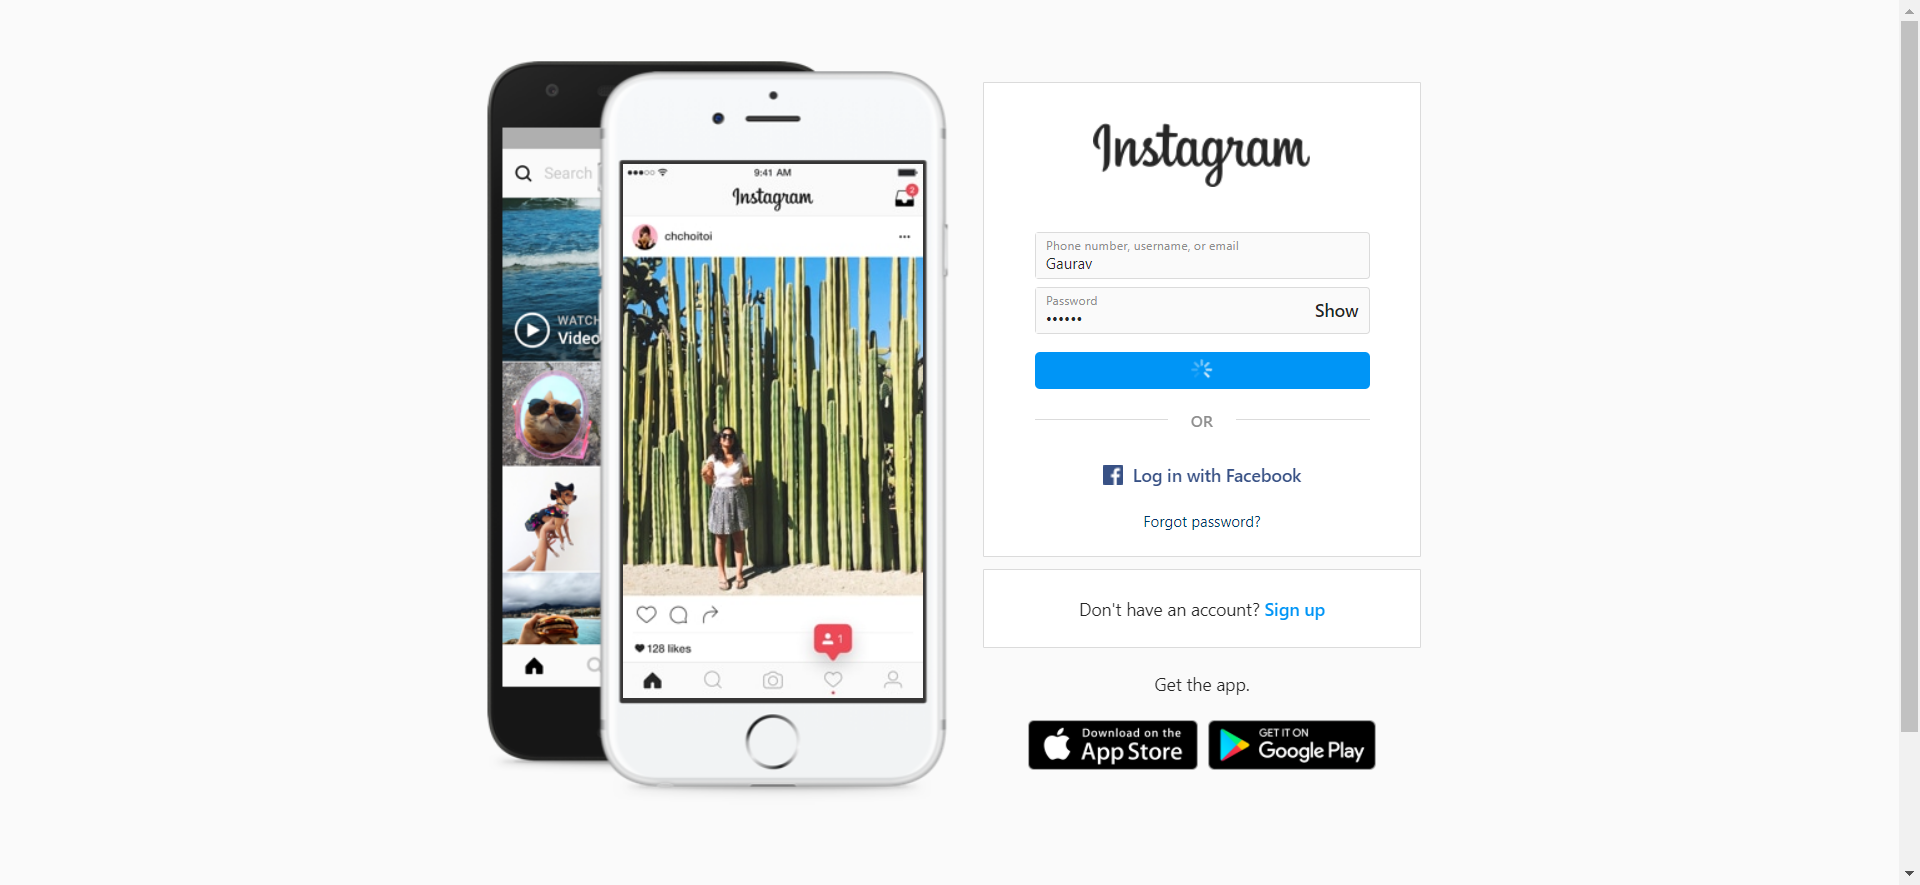 Search
WATCH
Video
9:41 AM
Instagram
2
chchoitoi
128 likes
1
Instagram
Phone number, username, or email
Gaurav
Password
••••••
Show
OR
Log in with Facebook
Forgot password?
Don't have an account? Sign up
Get the app.
Download on the
App Store
GET IT ON
Google Play